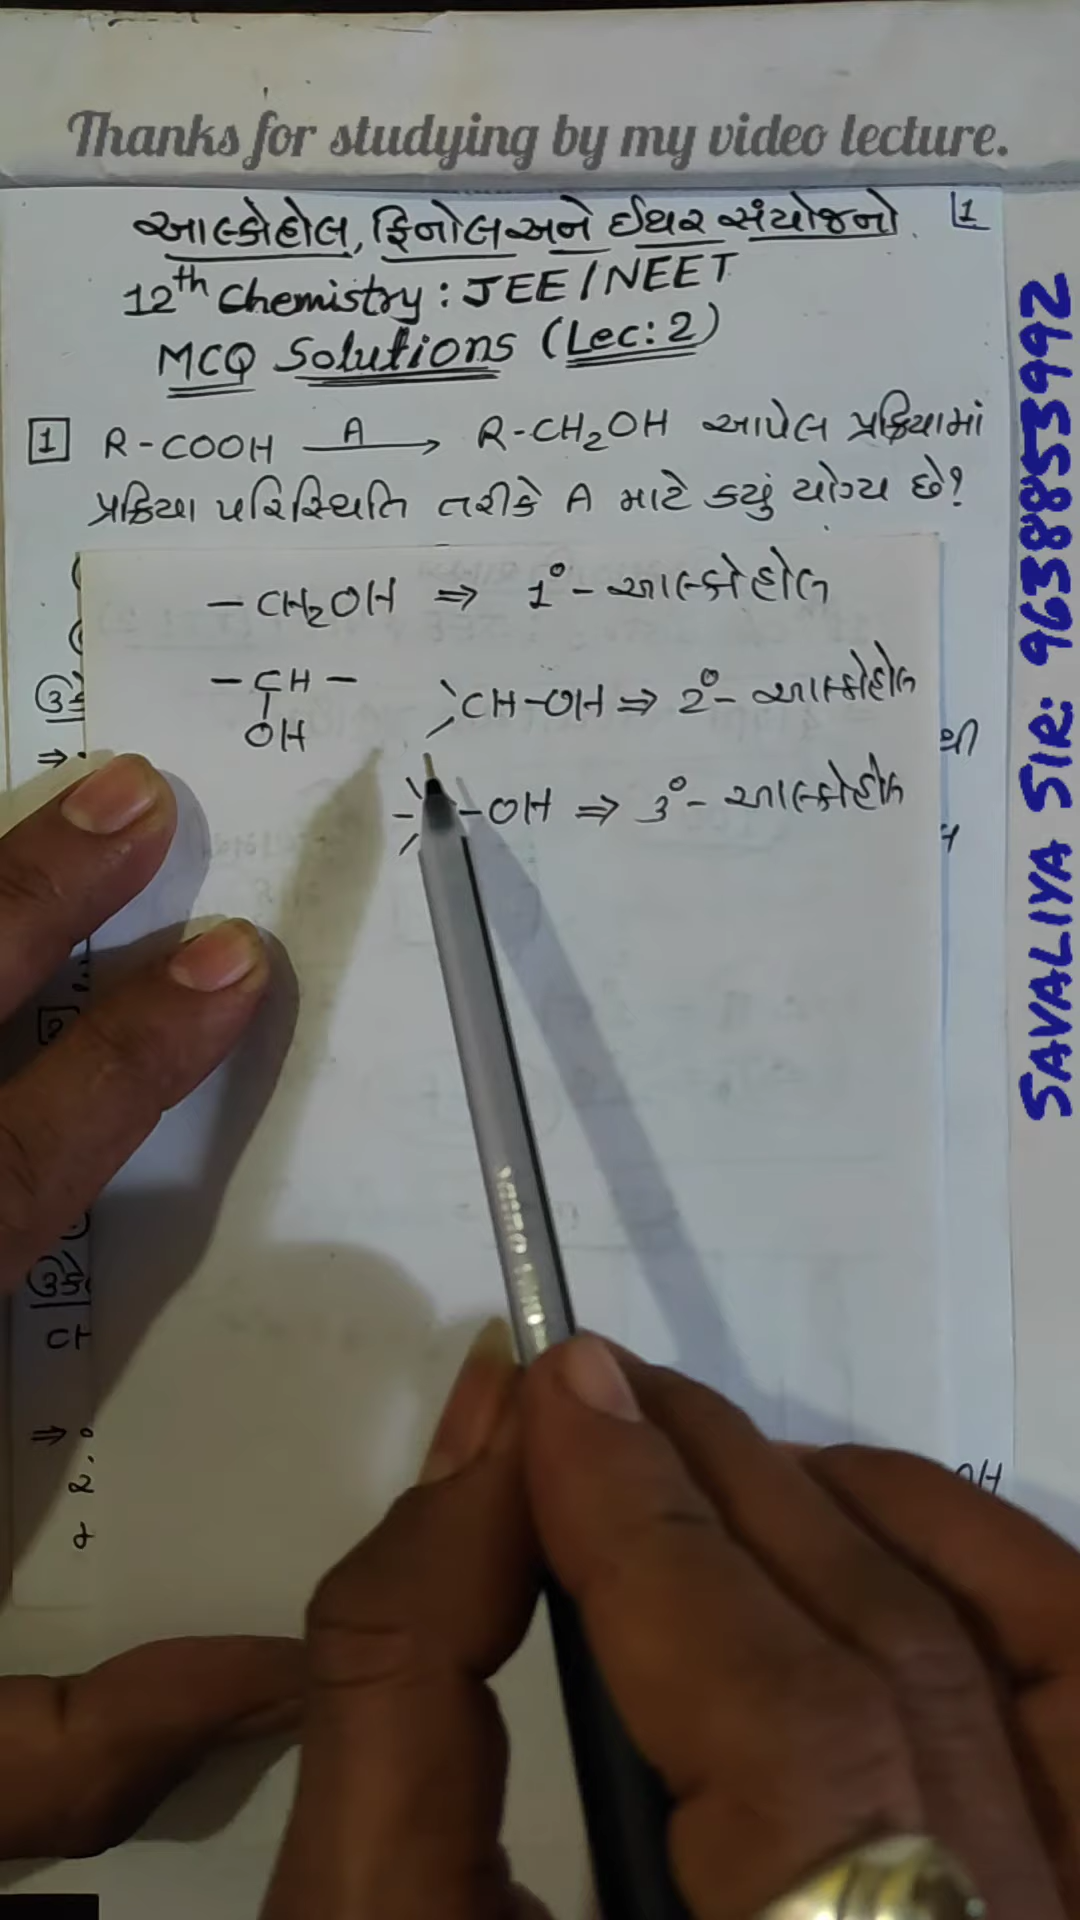 Thanks for studying by my video lecture.
આલ્કોહોલ, ફિનોલ અને ઈથર સંયોજનો. 1
12th Chemistry : JEE / NEET
MCQ Solutions (Lec: 2)
1 R-COOH A → R-CH2OH આપેલ પ્રક્રિયામાં
પ્રક્રિયા પરિસ્થિતિ તરીકે A માટે કયું યોગ્ય છે?
-CH2OH ⇒ 1° - આલ્કોહોલ
-CH-
OH
CH-OH ⇒ 2° - આલ્કોહોલ
-OH ⇒ 3° - આલ્કોહોલ
થી
OH
SAVALIYA SIR: 9638853992